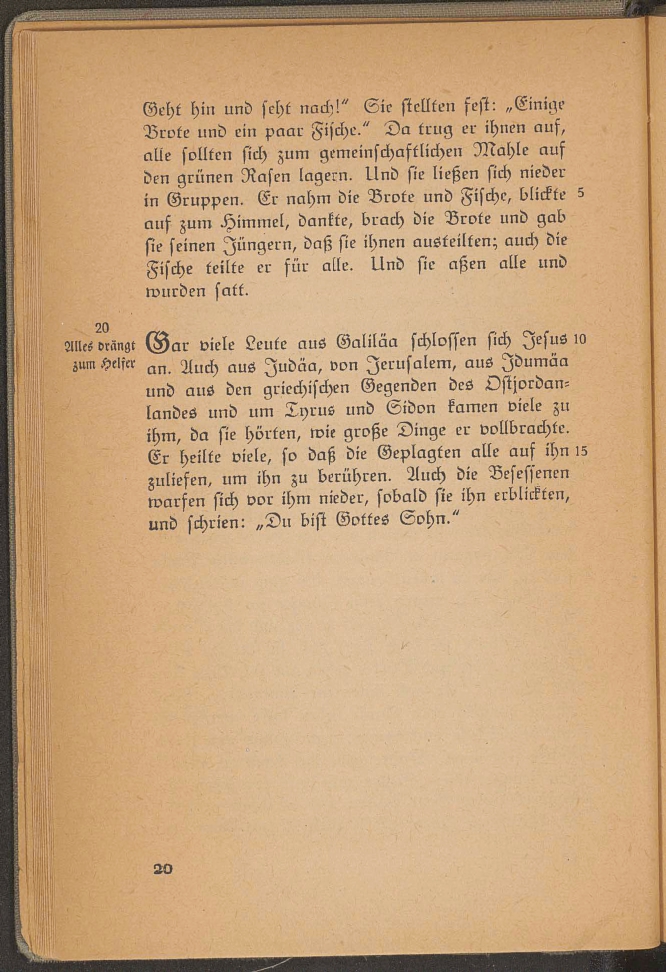 Geht hin und seht nach!“ Sie stellten fest: „Einige
Brote und ein paar Fische.“ Da trug er ihnen auf,
alle sollten sich zum gemeinschaftlichen Mahle auf
den grünen Rasen lagern. Und sie ließen sich nieder
in Gruppen. Er nahm die Brote und Fische, blickte 5
auf zum Himmel, dankte, brach die Brote und gab
sie seinen Jüngern, daß sie ihnen austeilten; auch die
Fische teilte er für alle. Und sie aßen alle und
wurden satt.
20
Alles drängt
zum Helfer
Gar viele Leute aus Galiläa schlossen sich Jesus 10
an. Auch aus Judäa, von Jerusalem, aus Idumäa
und aus den griechischen Gegenden des Ostjordan-
landes und um Tyrus und Sidon kamen viele zu
ihm, da sie hörten, wie große Dinge er vollbrachte.
Er heilte viele, so daß die Geplagten alle auf ihn 15
zuliefen, um ihn zu berühren. Auch die Besessenen
warfen sich vor ihm nieder, sobald sie ihn erblickten,
und schrien: „Du bist Gottes Sohn.“
20